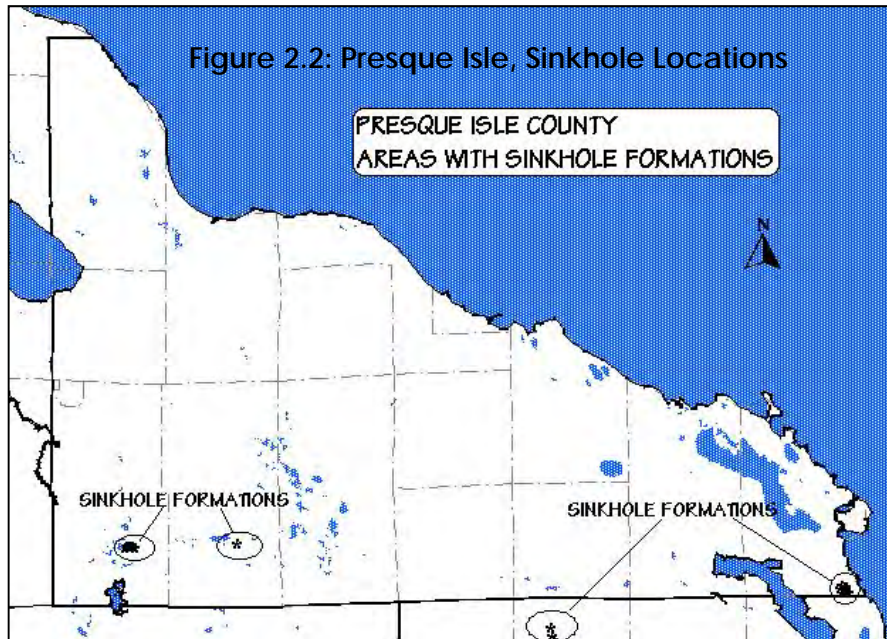 Figure 2.2: Presque Isle, Sinkhole Locations
PRESQUE ISLE COUNTY
AREAS WITH SINKHOLE FORMATIONS
N
SINKHOLE FORMATIONS
SINKHOLE FORMATIONS